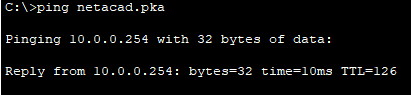 C:\>ping netacad.pka
Pinging 10.0.0.254 with 32 bytes of data:
Reply from 10.0.0.254: bytes=32 time=10ms TTL=126